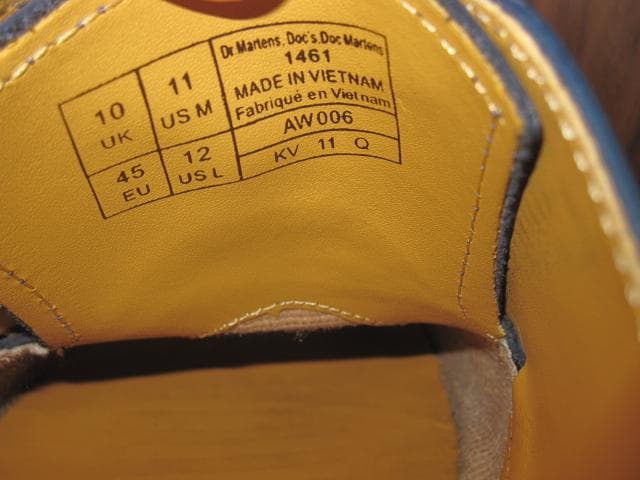 10
UK
11
US M
45
EU
12
US L
Dr Martens, Doc's, Doc Martens
1461
MADE IN VIETNAM
Fabriqué en Vietnam
AW006
KV 11 Q